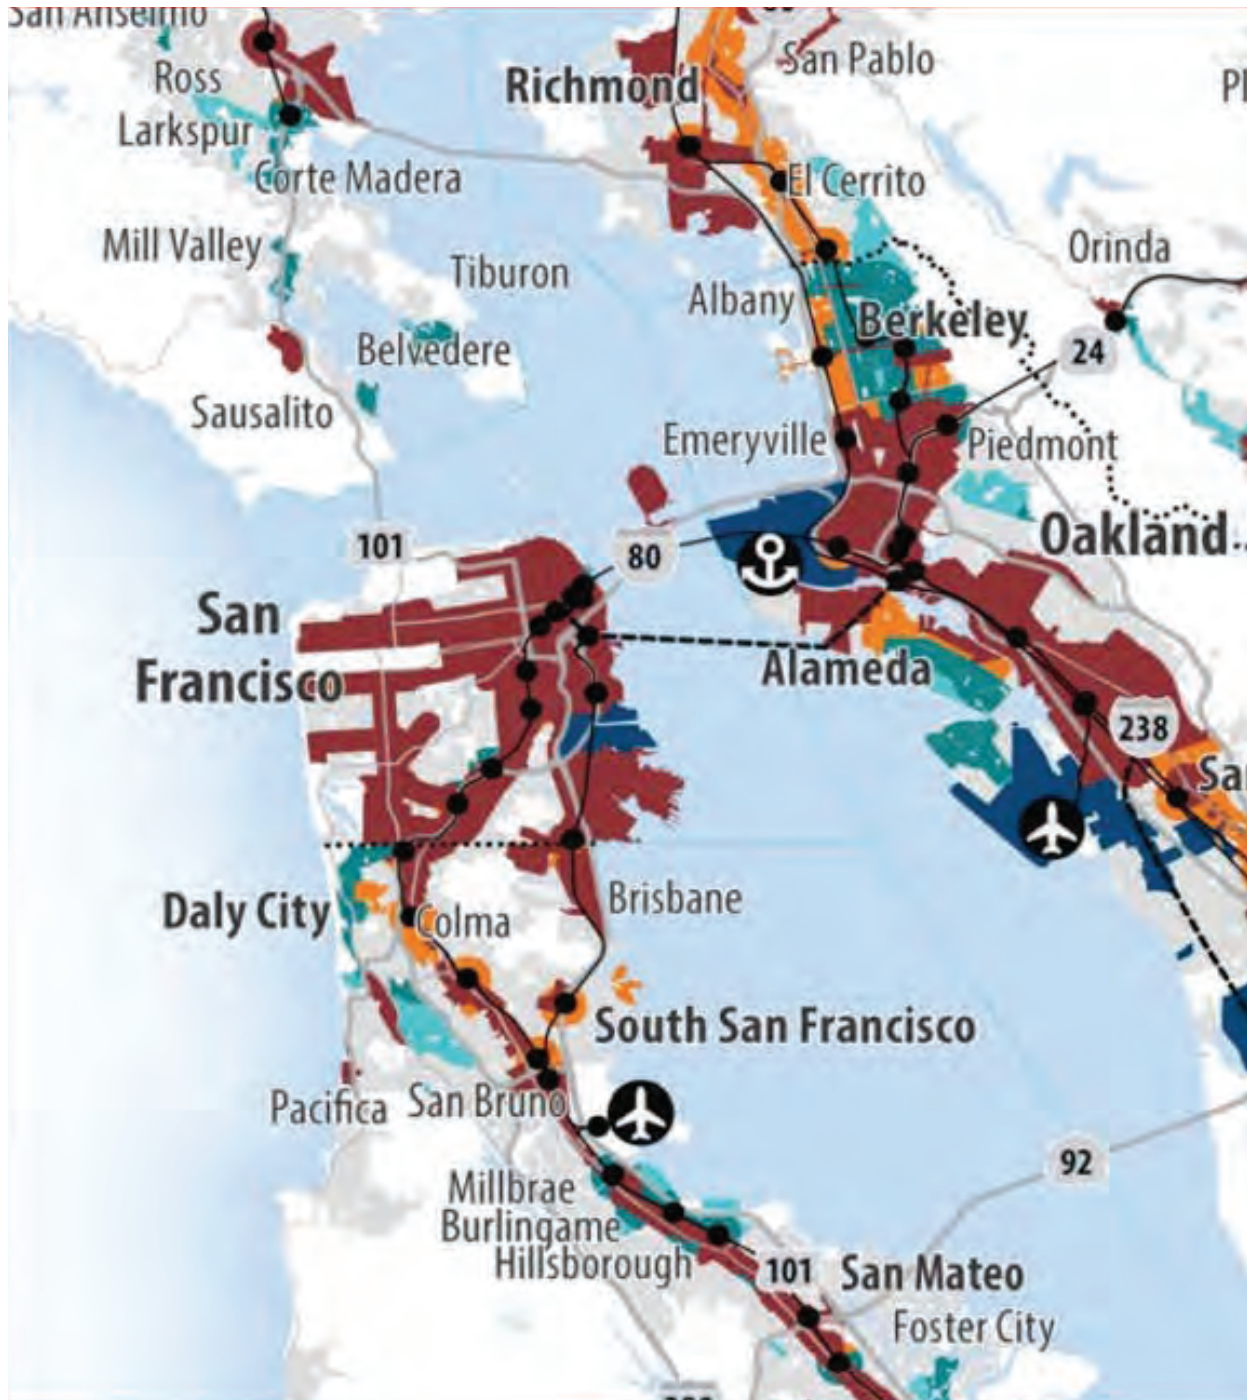 San Anselmo
Ross
Larkspur
Corte Madera
Mill Valley
Tiburon
Belvedere
Sausalito
Richmond
San Pablo
El Cerrito
Albany
Berkeley
Orinda
24
Emeryville
Piedmont
Oakland
101
80
San
Francisco
Alameda
238
Daly City
Colma
Brisbane
South San Francisco
Pacifica
San Bruno
92
Millbrae
Burlingame
Hillsborough
101
San Mateo
Foster City